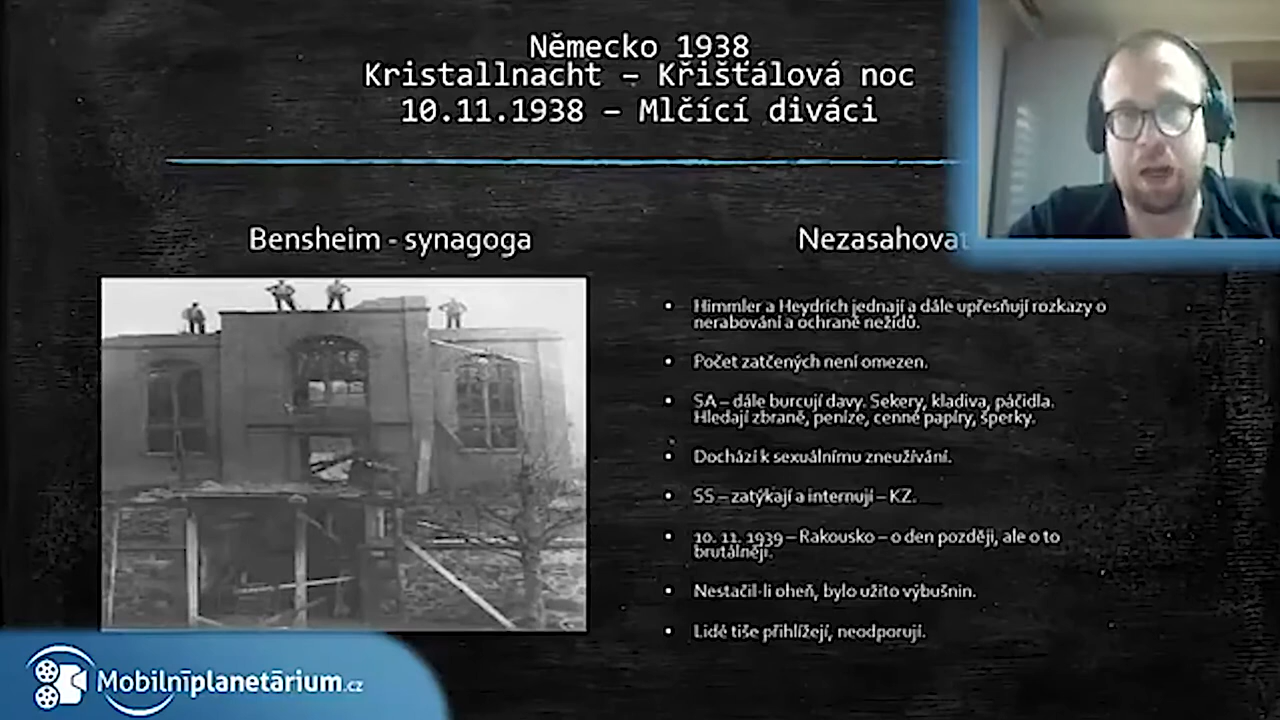 Německo 1938
Kristallnacht – Křišťálová noc
10.11.1938 – Mlčící diváci
Bensheim - synagoga
Nezasahovat
Himmler a Heydrich jednají a dále upřesňují rozkazy o
nerabování a ochraně nežidů.
Počet zatčených není omezen.
SA – dále burcují davy. Sekery, kladiva, páčidla.
Hledají zbraně, peníze, cenné papíry, šperky.
Dochází k sexuálnímu zneužívání.
SS – zatýkají a internují – KZ.
10. 11. 1939 – Rakousko – o den později, ale o to
brutálněji.
Nestačil-li oheň, bylo užito výbušnin.
Lidé tiše přihlížejí, neodporují.
Mobilnīplanetārium.cz